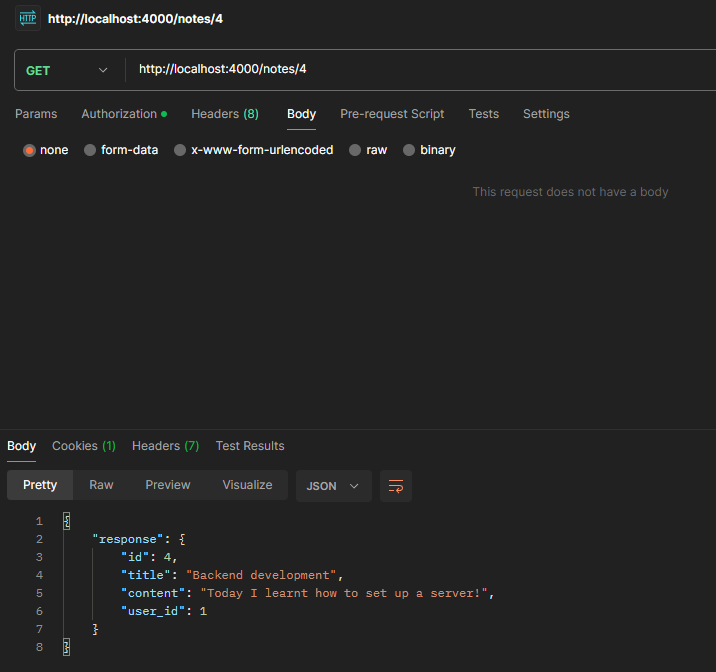 HTTP http://localhost:4000/notes/4
GET http://localhost:4000/notes/4
Params Authorization Headers (8) Body Pre-request Script Tests Settings
none form-data x-www-form-urlencoded raw binary
This request does not have a body
Body Cookies (1) Headers (7) Test Results
Pretty Raw Preview Visualize JSON
1 {
2 "response": {
3 "id": 4,
4 "title": "Backend development",
5 "content": "Today I learnt how to set up a server!",
6 "user_id": 1
7 }
8 }